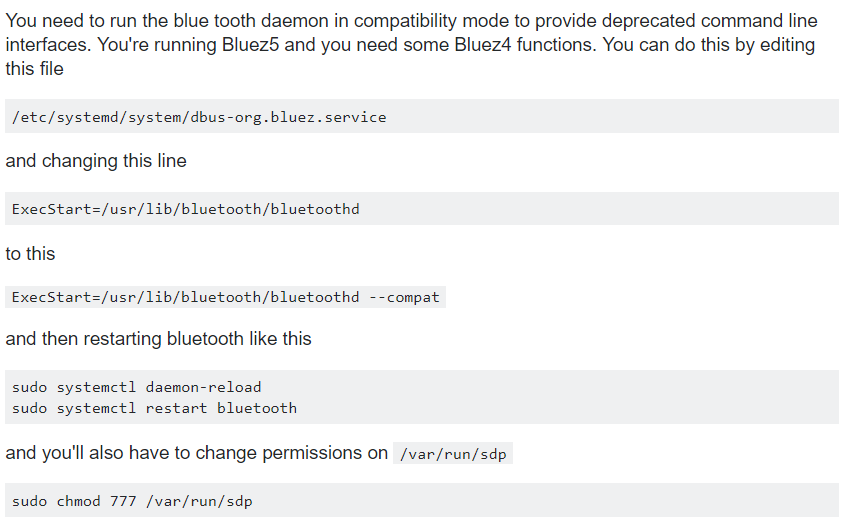 You need to run the blue tooth daemon in compatibility mode to provide deprecated command line
interfaces. You're running Bluez5 and you need some Bluez4 functions. You can do this by editing
this file
/etc/systemd/system/dbus-org.bluez.service
and changing this line
ExecStart=/usr/lib/bluetooth/bluetoothd
to this
ExecStart=/usr/lib/bluetooth/bluetoothd --compat
and then restarting bluetooth like this
sudo systemctl daemon-reload
sudo systemctl restart bluetooth
and you'll also have to change permissions on /var/run/sdp
sudo chmod 777 /var/run/sdp